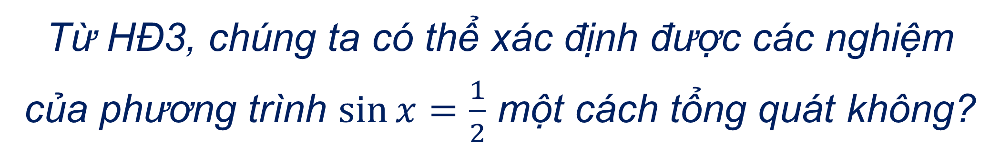 Từ HĐ3, chúng ta có thể xác định được các nghiệm
của phương trình sin x = 1/2 một cách tổng quát không?